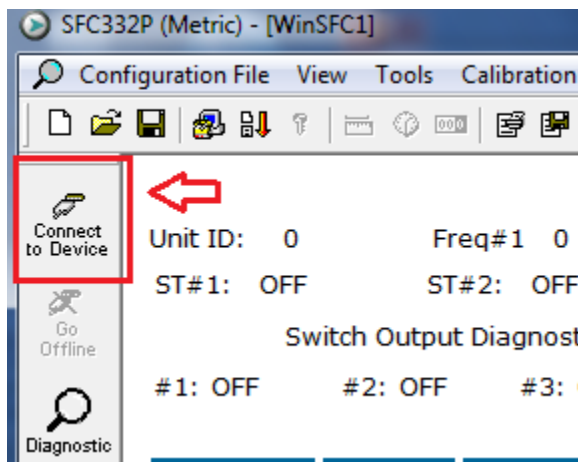 SFC332P (Metric) - [WinSFC1]
Configuration File View Tools Calibration
Connect
to Device
Unit ID: 0 Freq#1 0
ST#1: OFF ST#2: OFF
Go
Offline
Switch Output Diagnost
#1: OFF #2: OFF #3:
Diagnostic